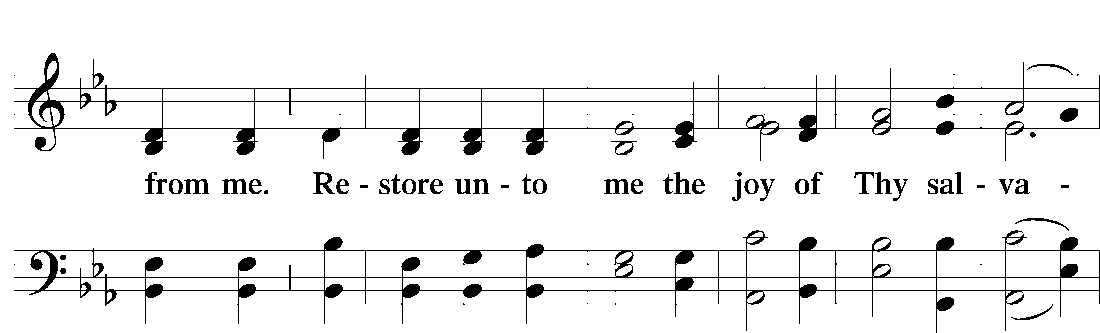 from me. Re - store un - to me the joy of Thy sal - va -